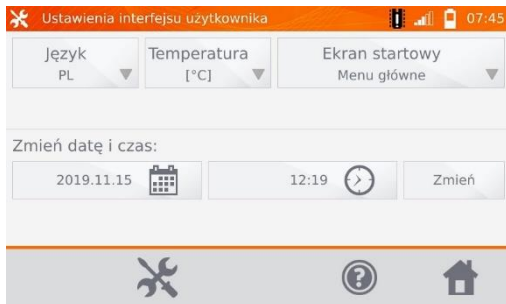 Ustawienia interfejsu użytkownika
07:45
Język
PL
Temperatura
[°C]
Ekran startowy
Menu główne
Zmień datę i czas:
2019.11.15
12:19
Zmień